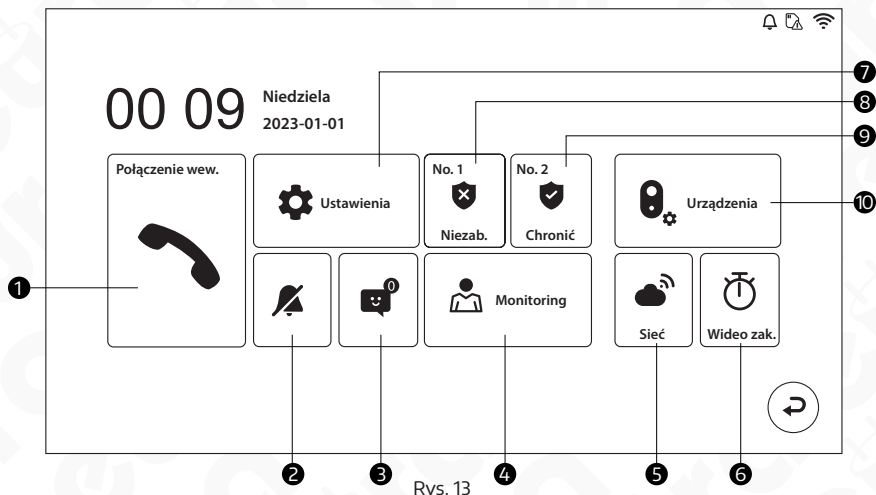 00 09
Niedziela
2023-01-01
Połączenie wew.
Ustawienia
No. 1
Niezab.
No. 2
Chronić
Urządzenia
0
Monitoring
Sieć
Wideo zak.
7
8
9
10
1
2
3
4
5
6
Rys. 13